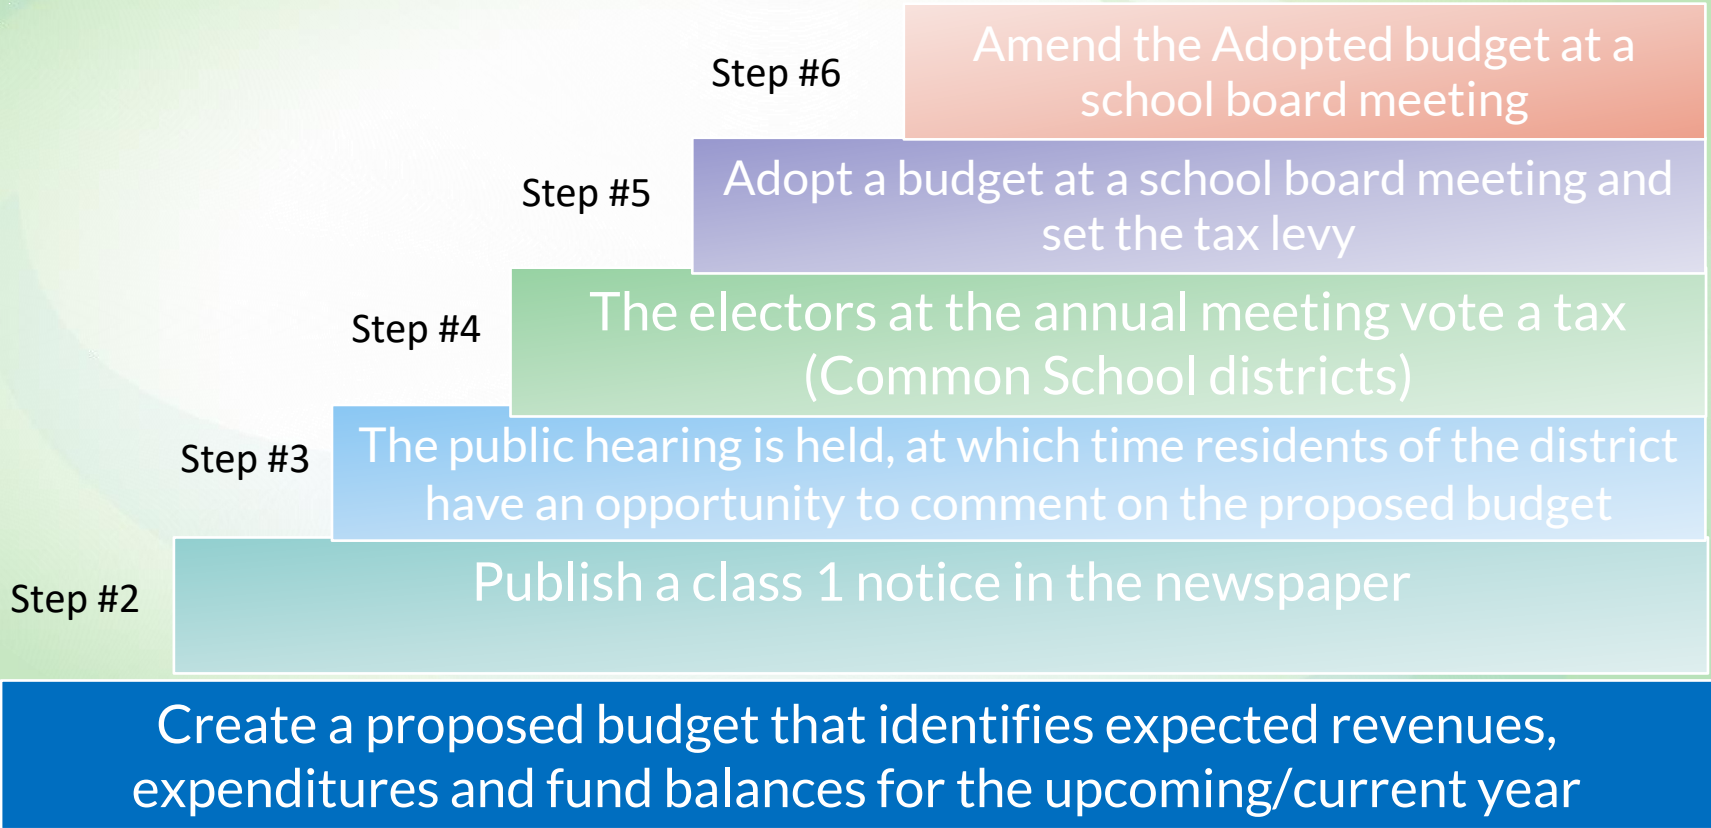 Step #6
Amend the Adopted budget at a
school board meeting
Step #5
Adopt a budget at a school board meeting and
set the tax levy
Step #4
The electors at the annual meeting vote a tax
(Common School districts)
Step #3
The public hearing is held, at which time residents of the district
have an opportunity to comment on the proposed budget
Step #2
Publish a class 1 notice in the newspaper
Create a proposed budget that identifies expected revenues,
expenditures and fund balances for the upcoming/current year